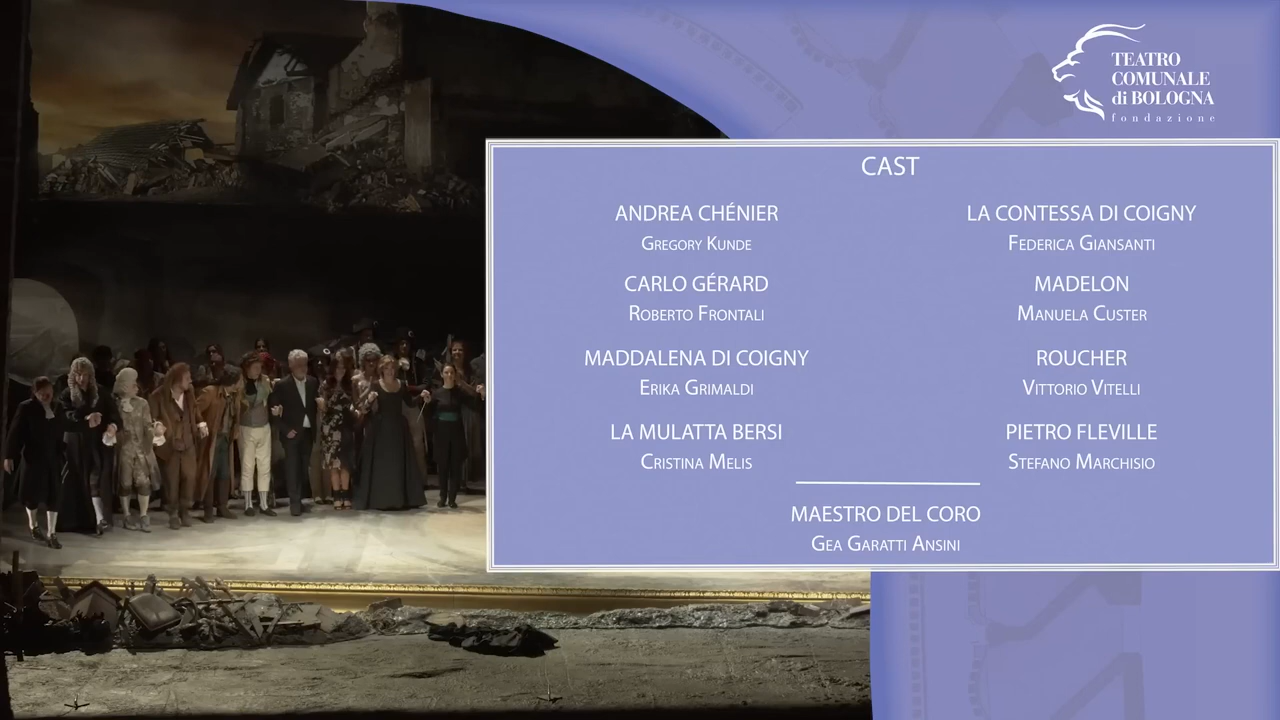 TEATRO
COMUNALE
di BOLOGNA
fondazione
CAST
ANDREA CHÉNIER
Gregory Kunde
CARLO GÉRARD
Roberto Frontali
MADDALENA DI COIGNY
Erika Grimaldi
LA MULATTA BERSI
Cristina Melis
LA CONTESSA DI COIGNY
Federica Giansanti
MADELON
Manuela Custer
ROUCHER
Vittorio Vitelli
PIETRO FLEVILLE
Stefano Marchisio
MAESTRO DEL CORO
Gea Garatti Ansini